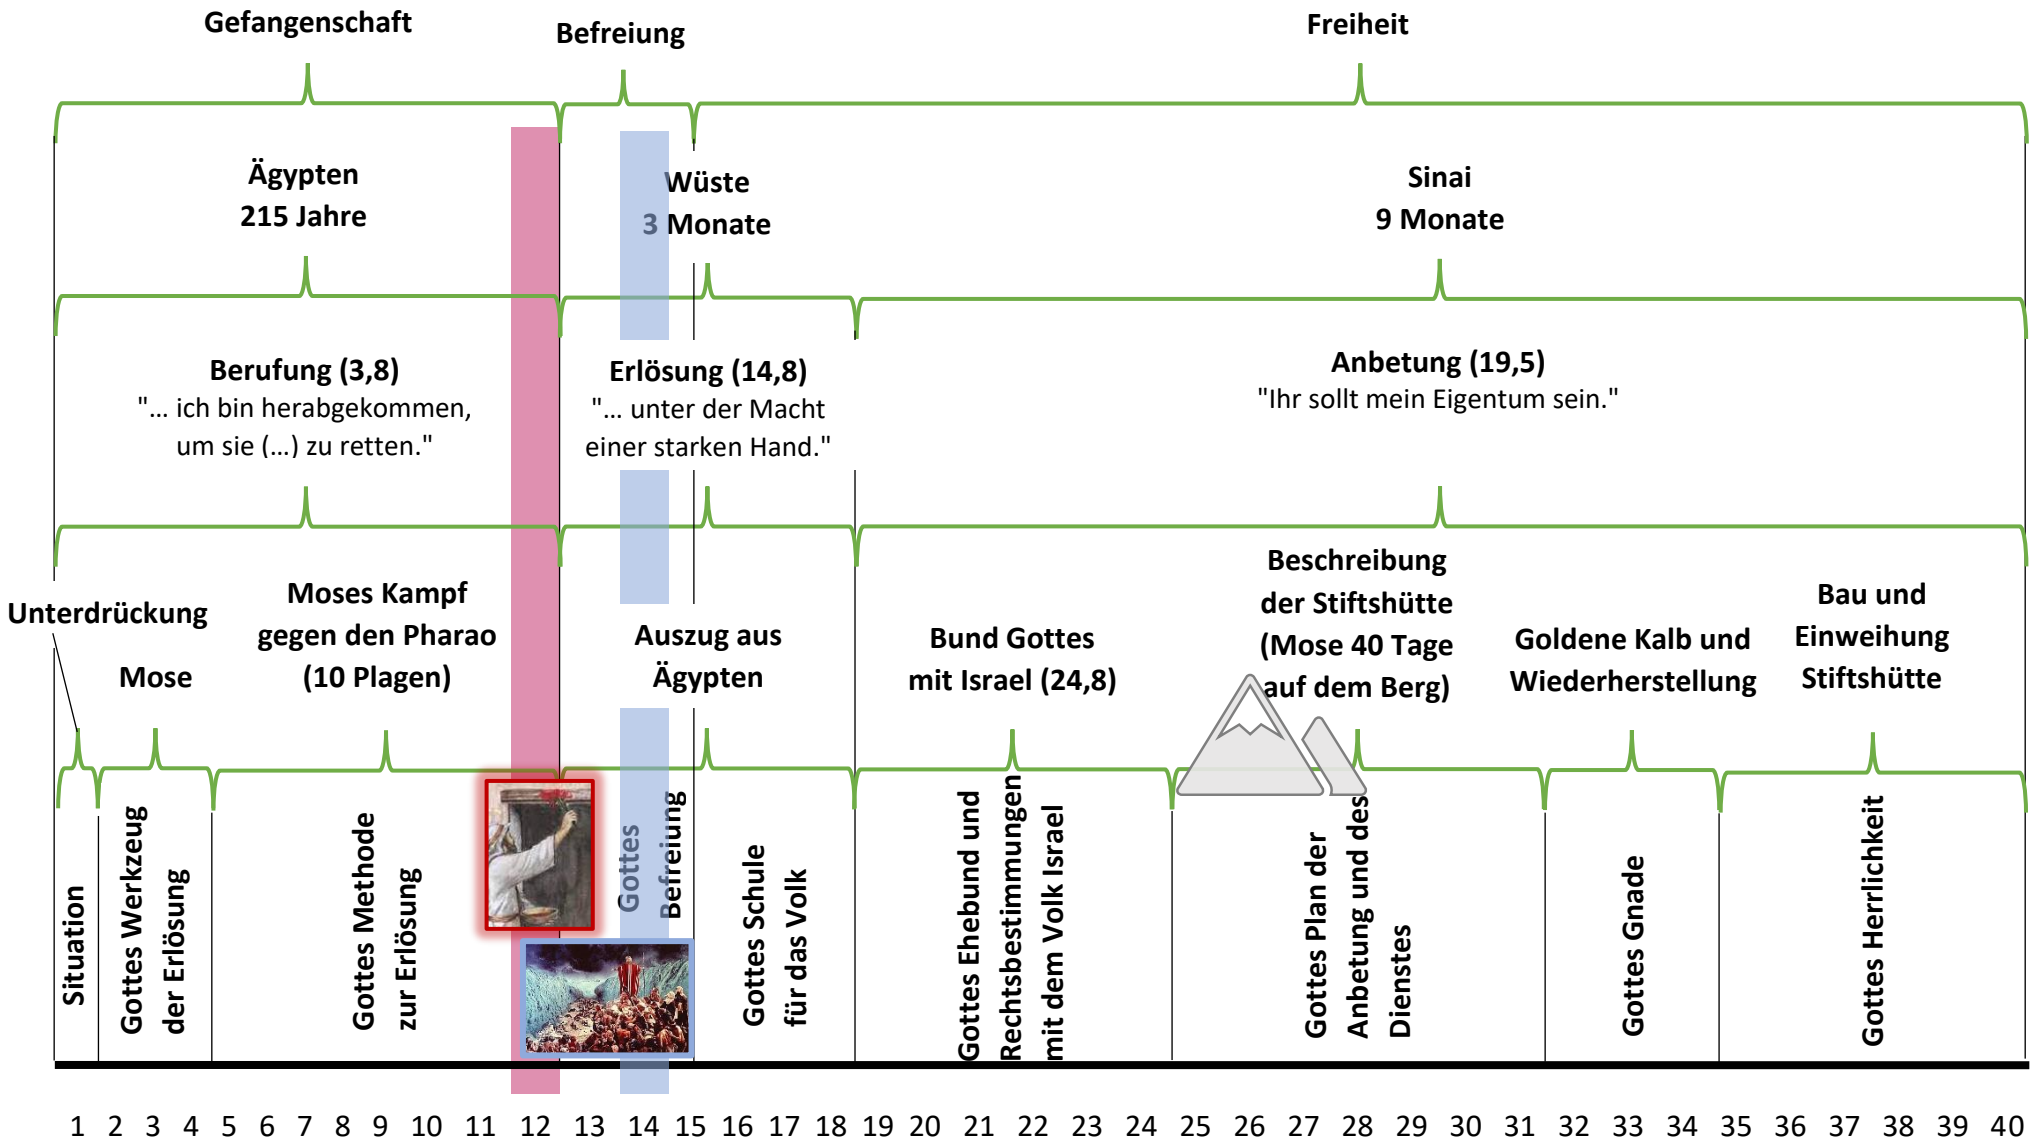 Gefangenschaft
Befreiung
Freiheit
Ägypten
215 Jahre
Wüste
3 Monate
Sinai
9 Monate
Berufung (3,8)
"... ich bin herabgekommen,
um sie (...) zu retten."
Erlösung (14,8)
"... unter der Macht
einer starken Hand."
Anbetung (19,5)
"Ihr sollt mein Eigentum sein."
Unterdrückung
Mose
Moses Kampf
gegen den Pharao
(10 Plagen)
Auszug aus
Ägypten
Bund Gottes
mit Israel (24,8)
Beschreibung
der Stiftshütte
(Mose 40 Tage
auf dem Berg)
Goldene Kalb und
Wiederherstellung
Bau und
Einweihung
Stiftshütte
Situation
Gottes Werkzeug
der Erlösung
Gottes Methode
zur Erlösung
Gottes
Befreiung
Gottes Schule
für das Volk
Gottes Ehebund und
Rechtsbestimmungen
mit dem Volk Israel
Gottes Plan der
Anbetung und des
Dienstes
Gottes Gnade
Gottes Herrlichkeit
1 2 3 4 5 6 7 8 9 10 11 12 13 14 15 16 17 18 19 20 21 22 23 24 25 26 27 28 29 30 31 32 33 34 35 36 37 38 39 40